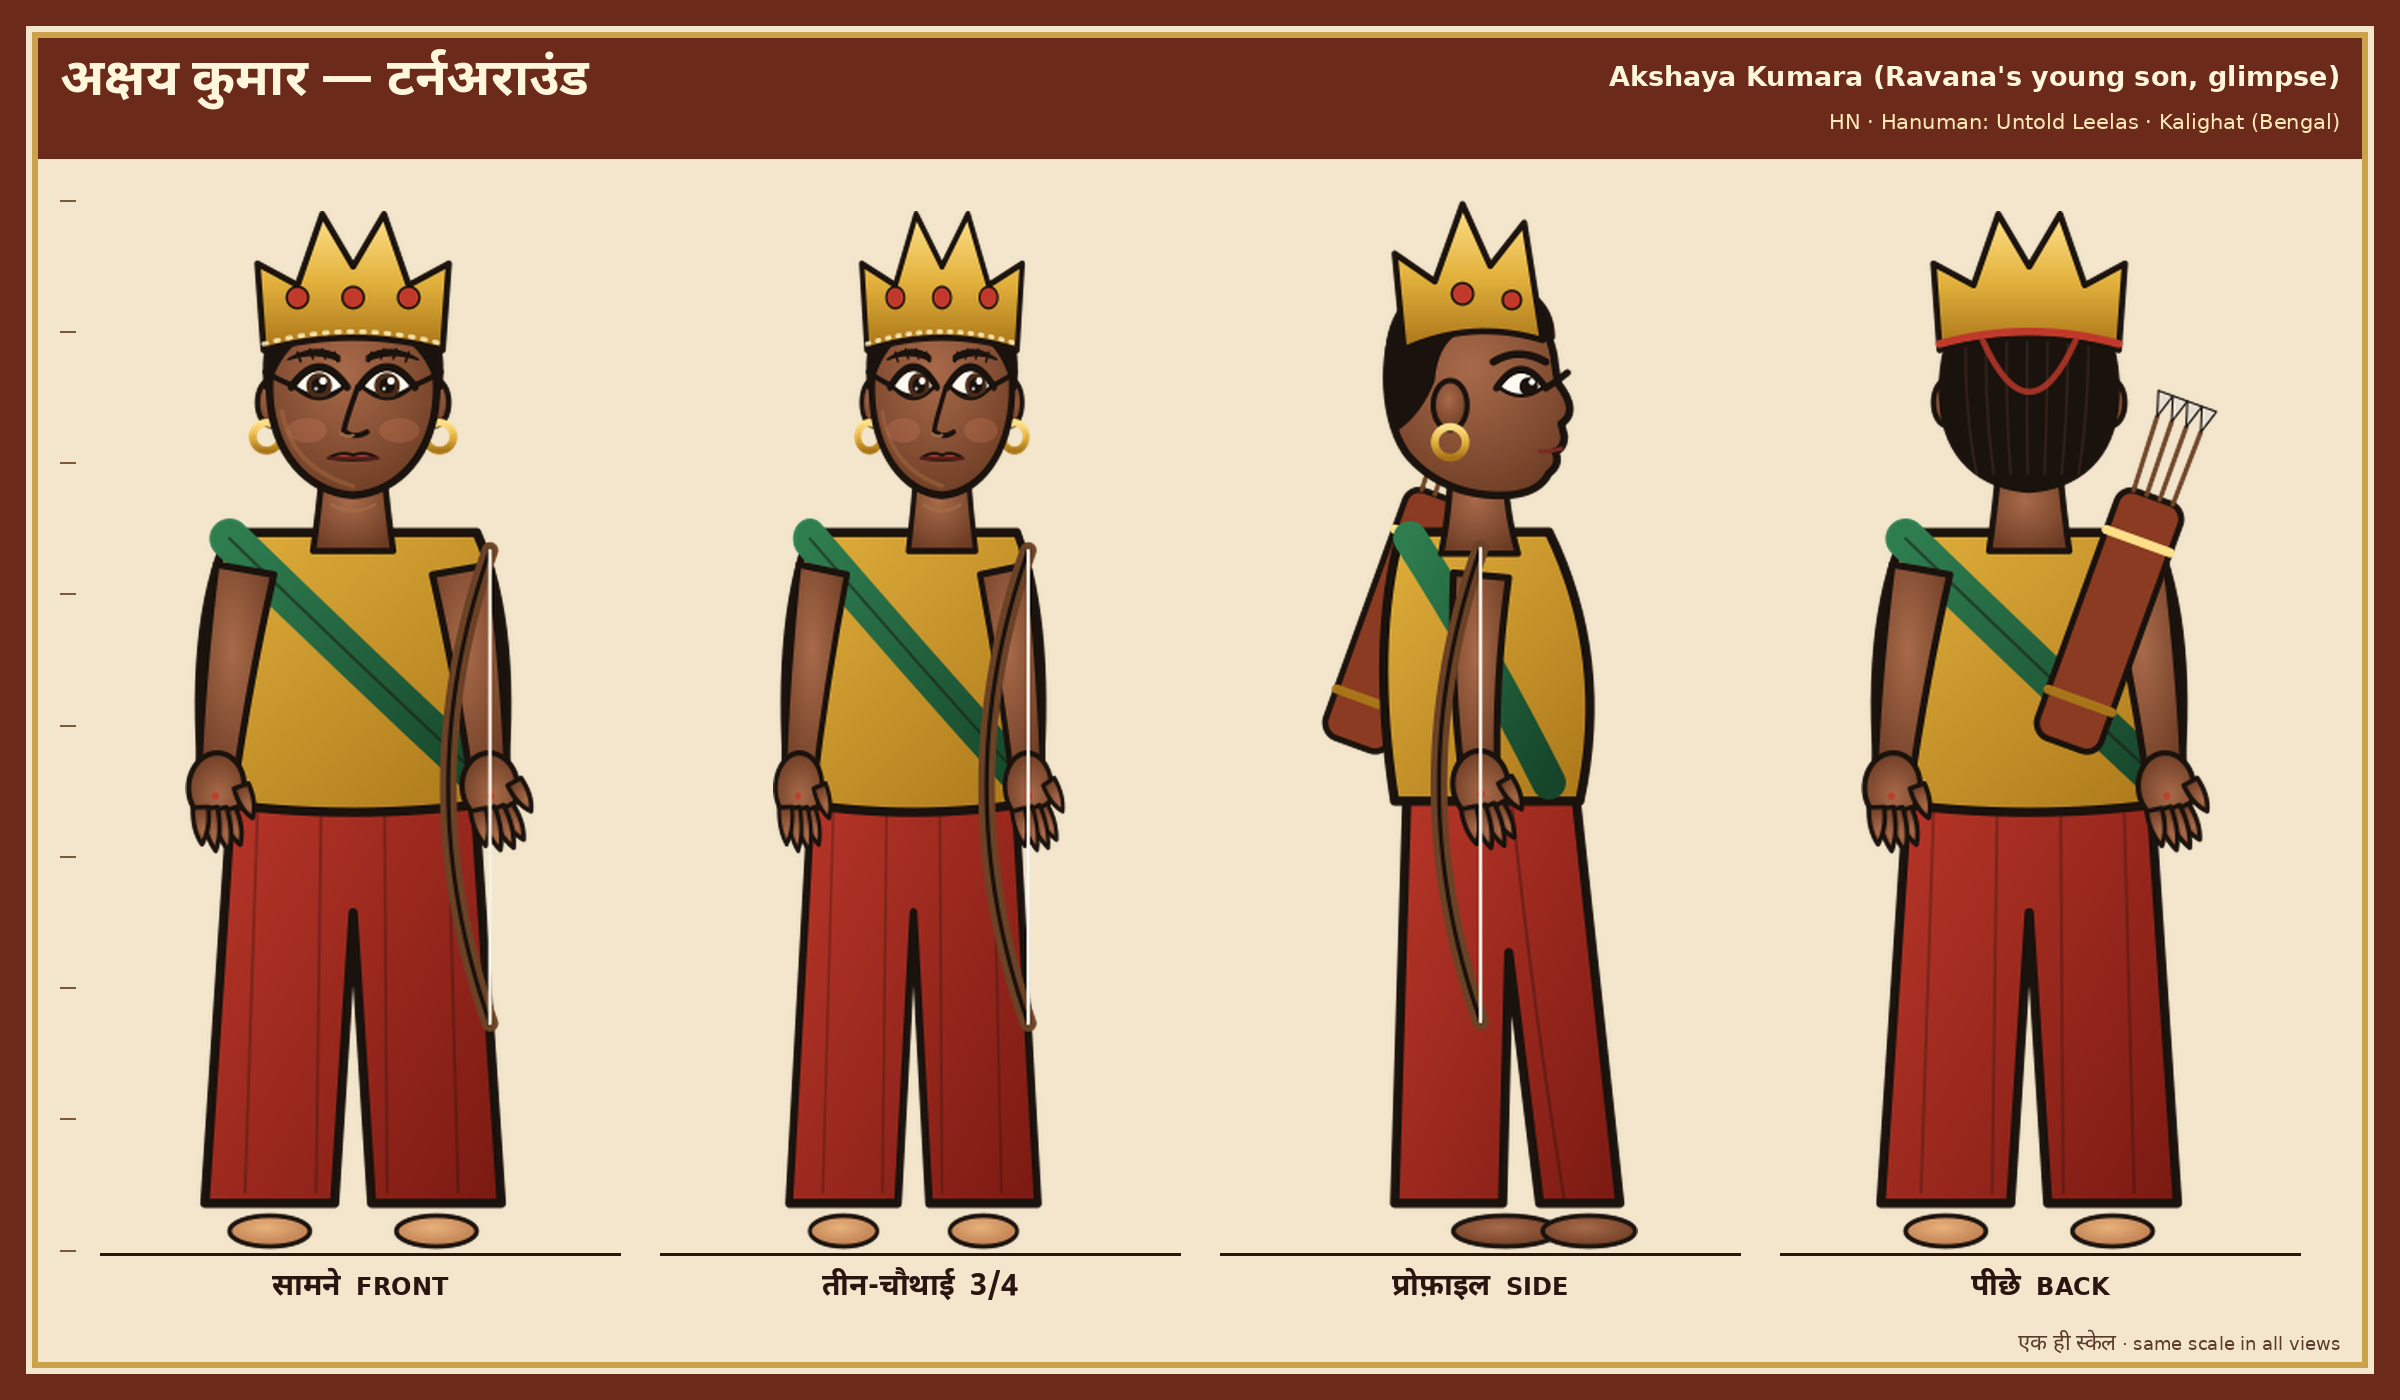 अक्षय कुमार — टर्नअराउंड
Akshaya Kumara (Ravana's young son, glimpse)
HN · Hanuman: Untold Leelas · Kalighat (Bengal)
सामने FRONT
तीन-चौथाई 3/4
प्रोफ़ाइल SIDE
पीछे BACK
एक ही स्केल · same scale in all views